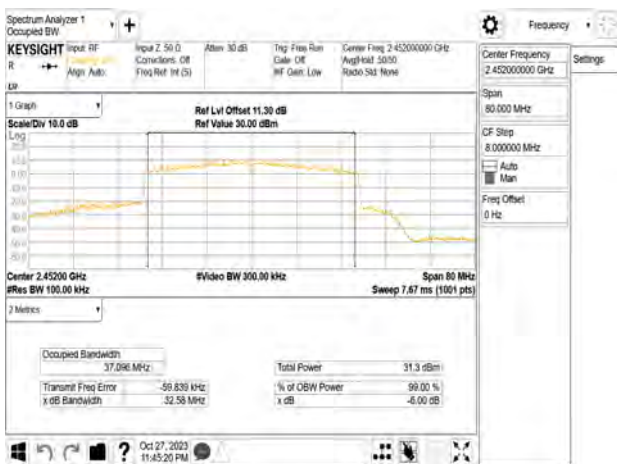 Spectrum Analyzer 1
Occupied BW
Frequency
KEYSIGHT
R
Input: RF
Align: Auto
Input Z: 50 Ω
Corrections: Off
Freq Ref: Int (S)
Atten: 30 dB
Trig: Free Run
Gate: Off
#IF Gain: Low
Center Freq: 2.452000000 GHz
Avg|Hold: 50/50
Radio Std: None
Center Frequency
2.452000000 GHz
Settings
Span
80.000 MHz
CF Step
8.000000 MHz
Auto
Man
Freq Offset
0 Hz
1 Graph
Scale/Div 10.0 dB
Ref Lvl Offset 11.30 dB
Ref Value 30.00 dBm
Log
Center 2.45200 GHz
#Res BW 100.00 kHz
#Video BW 300.00 kHz
Span 80 MHz
Sweep 7.67 ms (1001 pts)
2 Metrics
Occupied Bandwidth
37.096 MHz
Total Power 31.3 dBm
Transmit Freq Error -59.839 kHz
% of OBW Power 99.00 %
x dB Bandwidth 32.58 MHz
x dB -6.00 dB
Oct 27, 2023
11:45:20 PM